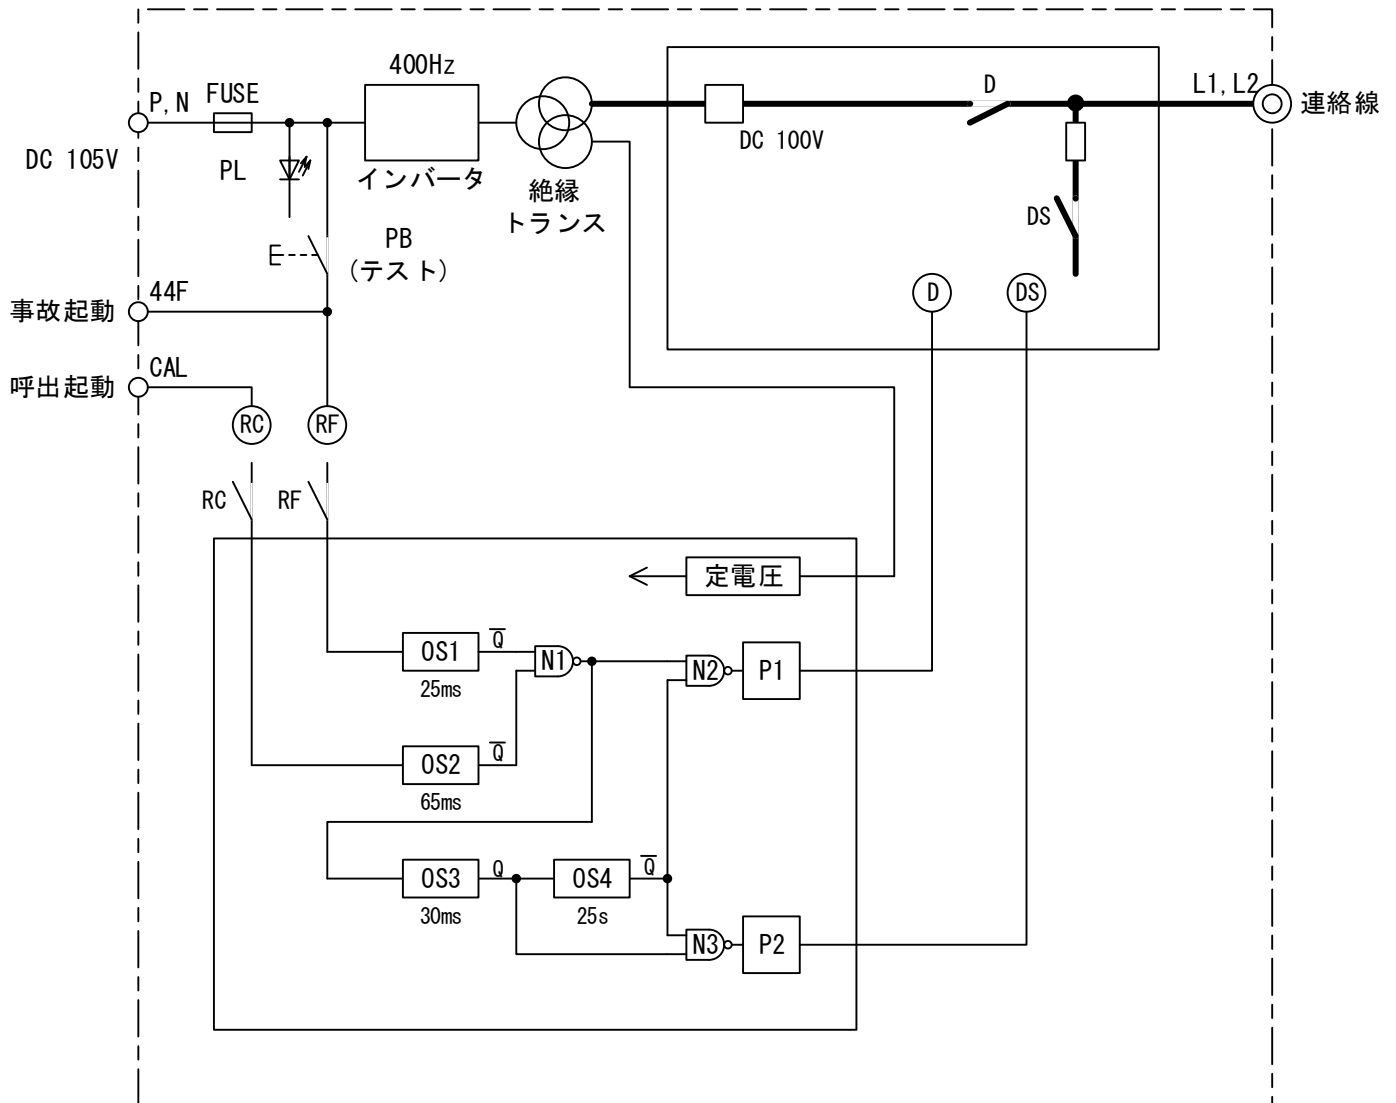 400Hz
P,N
FUSE
D
L1,L2
連絡線
DC 100V
DC 105V
PL
インバータ
絶縁
トランス
DS
PB
(テスト)
44F
D
DS
事故起動
CAL
呼出起動
RC
RF
RC
RF
定電圧
Q̅
OS1
N1
N2
P1
25ms
Q̅
OS2
65ms
Q
Q̅
OS3
OS4
30ms
25s
N3
P2